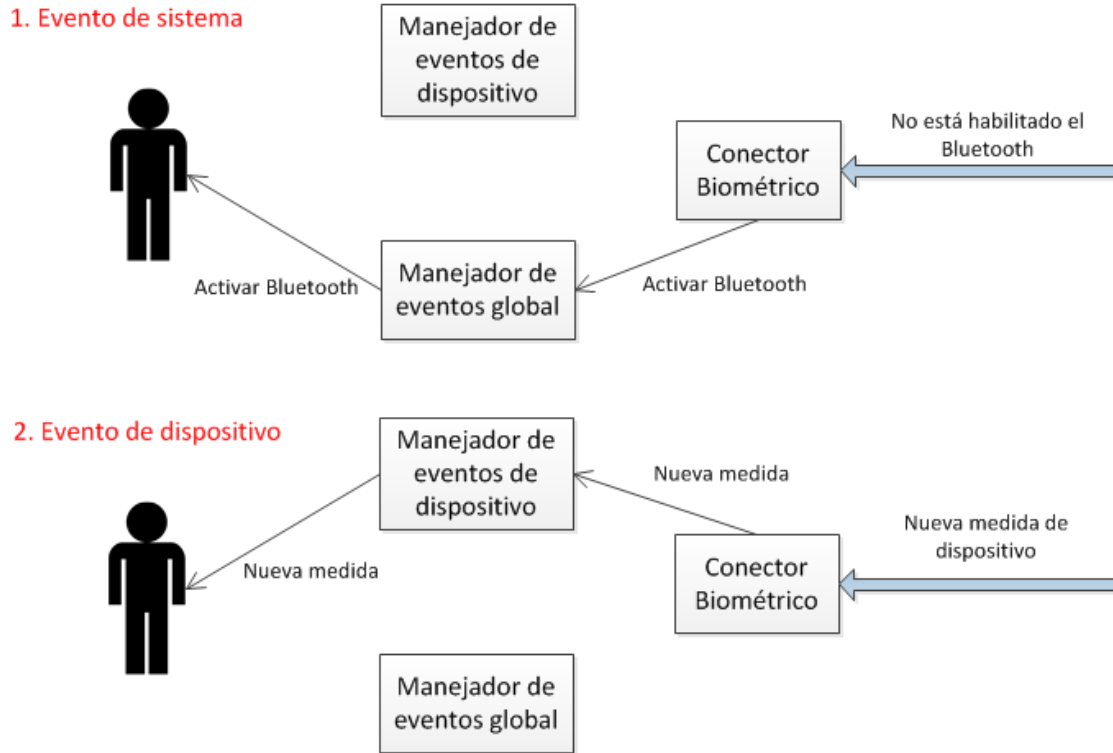 1. Evento de sistema
Manejador de
eventos de
dispositivo
No está habilitado el
Bluetooth
Conector
Biométrico
Activar Bluetooth
Manejador de
eventos global
Activar Bluetooth
2. Evento de dispositivo
Manejador de
eventos de
dispositivo
Nueva medida
Nueva medida de
dispositivo
Conector
Biométrico
Nueva medida
Manejador de
eventos global